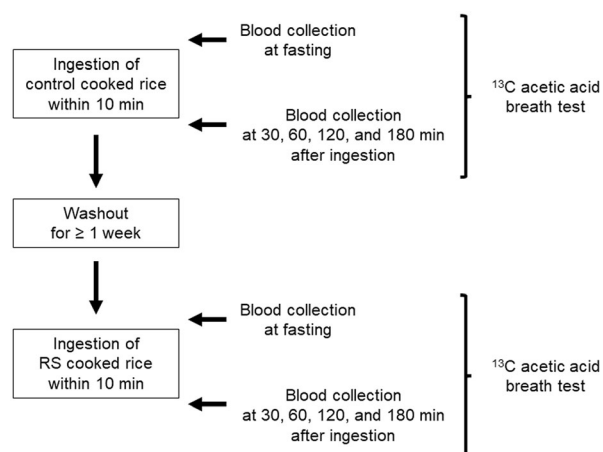 Blood collection
at fasting
Ingestion of
control cooked rice
within 10 min
¹³C acetic acid
breath test
Blood collection
at 30, 60, 120, and 180 min
after ingestion
Washout
for ≥ 1 week
Blood collection
at fasting
Ingestion of
RS cooked rice
within 10 min
¹³C acetic acid
breath test
Blood collection
at 30, 60, 120, and 180 min
after ingestion